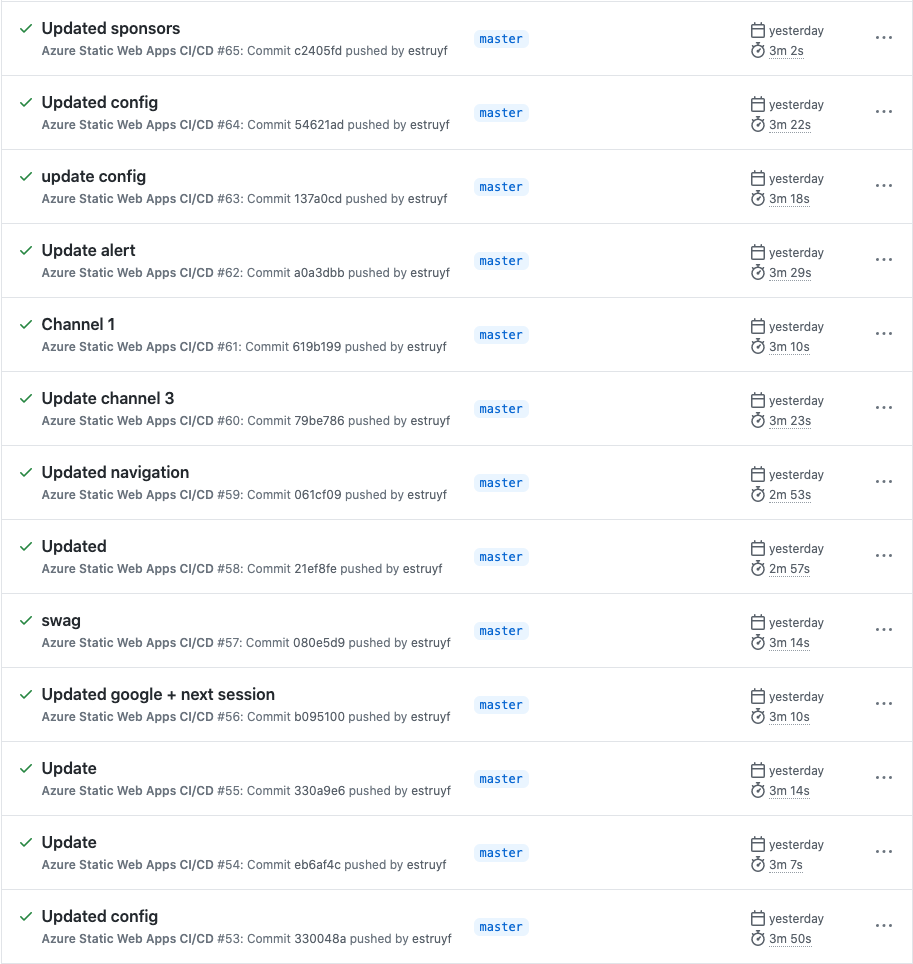 Updated sponsors
Azure Static Web Apps CI/CD #65: Commit c2405fd pushed by estruyf
master
yesterday
3m 2s
Updated config
Azure Static Web Apps CI/CD #64: Commit 54621ad pushed by estruyf
master
yesterday
3m 22s
update config
Azure Static Web Apps CI/CD #63: Commit 137a0cd pushed by estruyf
master
yesterday
3m 18s
Update alert
Azure Static Web Apps CI/CD #62: Commit a0a3dbb pushed by estruyf
master
yesterday
3m 29s
Channel 1
Azure Static Web Apps CI/CD #61: Commit 619b199 pushed by estruyf
master
yesterday
3m 10s
Update channel 3
Azure Static Web Apps CI/CD #60: Commit 79be786 pushed by estruyf
master
yesterday
3m 23s
Updated navigation
Azure Static Web Apps CI/CD #59: Commit 061cf09 pushed by estruyf
master
yesterday
2m 53s
Updated
Azure Static Web Apps CI/CD #58: Commit 21ef8fe pushed by estruyf
master
yesterday
2m 57s
swag
Azure Static Web Apps CI/CD #57: Commit 080e5d9 pushed by estruyf
master
yesterday
3m 14s
Updated google + next session
Azure Static Web Apps CI/CD #56: Commit b095100 pushed by estruyf
master
yesterday
3m 10s
Update
Azure Static Web Apps CI/CD #55: Commit 330a9e6 pushed by estruyf
master
yesterday
3m 14s
Update
Azure Static Web Apps CI/CD #54: Commit eb6af4c pushed by estruyf
master
yesterday
3m 7s
Updated config
Azure Static Web Apps CI/CD #53: Commit 330048a pushed by estruyf
master
yesterday
3m 50s